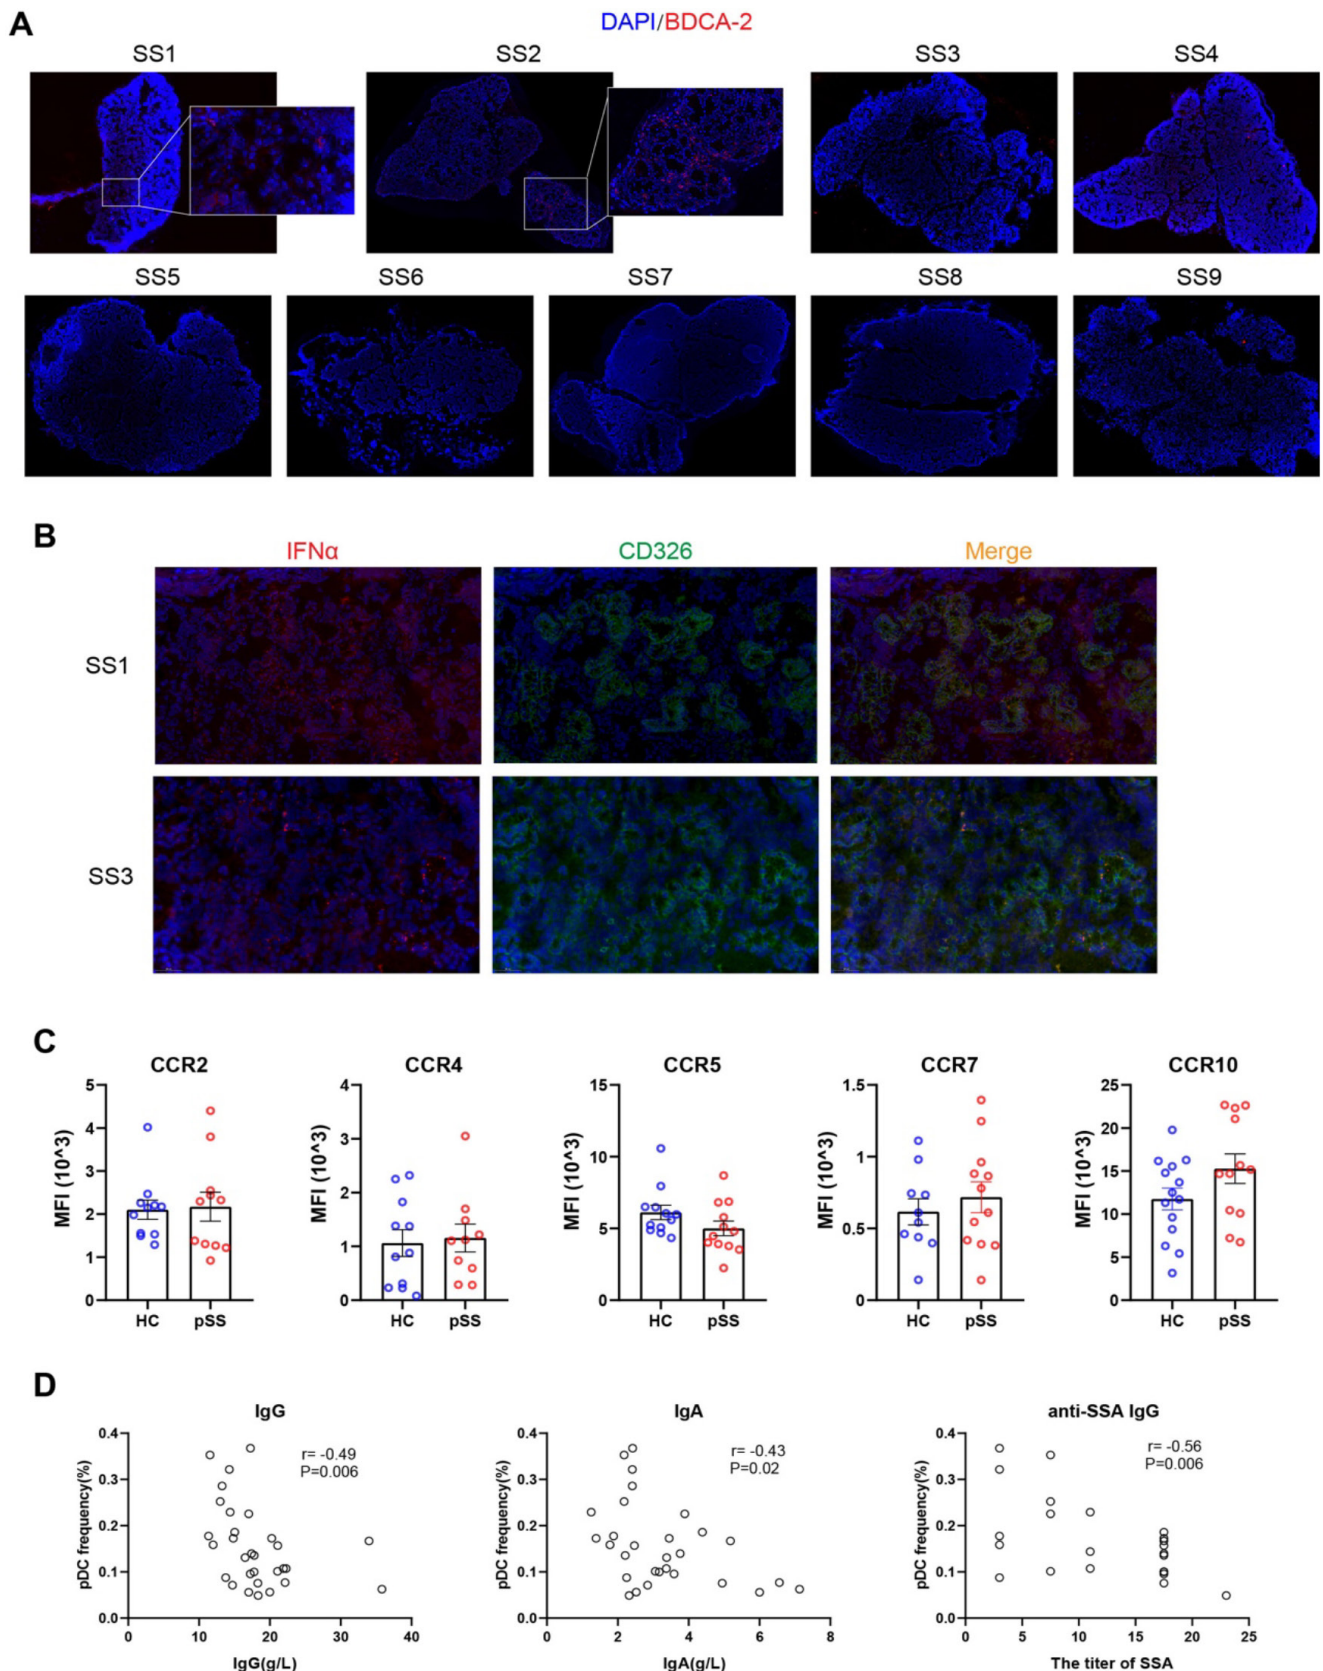 A
DAPI/BDCA-2
SS1 SS2 SS3 SS4
SS5 SS6 SS7 SS8 SS9
B
IFNα CD326 Merge
SS1
SS3
C
CCR2 CCR4 CCR5 CCR7 CCR10
5 4 15 1.5 25
4 3 10 1 20
3 2 5 0.5 15
2 1 0 0 10
1 0 5
0 0
MFI (10^3) MFI (10^3) MFI (10^3) MFI (10^3) MFI (10^3)
HC pSS HC pSS HC pSS HC pSS HC pSS
D
IgG IgA anti-SSA IgG
r= -0.49 r= -0.43 r= -0.56
P=0.006 P=0.02 P=0.006
0.4 0.4 0.4
0.3 0.3 0.3
0.2 0.2 0.2
0.1 0.1 0.1
0.0 0.0 0.0
pDC frequency(%) pDC frequency(%) pDC frequency(%)
0 10 20 30 40 0 2 4 6 8 0 5 10 15 20 25
IgG(g/L) IgA(g/L) The titer of SSA